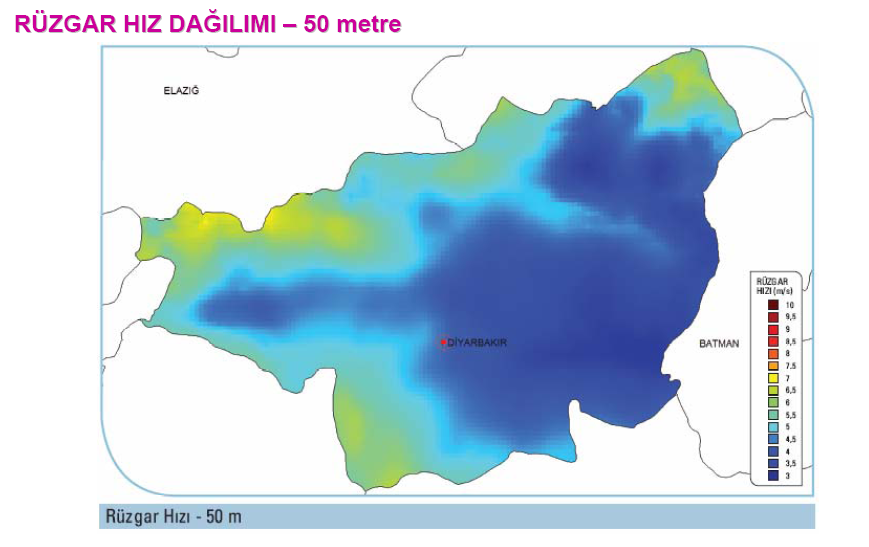 RÜZGAR HIZ DAĞILIMI – 50 metre
ELAZIĞ
DİYARBAKIR
BATMAN
RÜZGAR
HIZI (m/s)
10
9,5
9
8,5
8
7,5
7
6,5
6
5,5
5
4,5
4
3,5
3
Rüzgar Hızı - 50 m